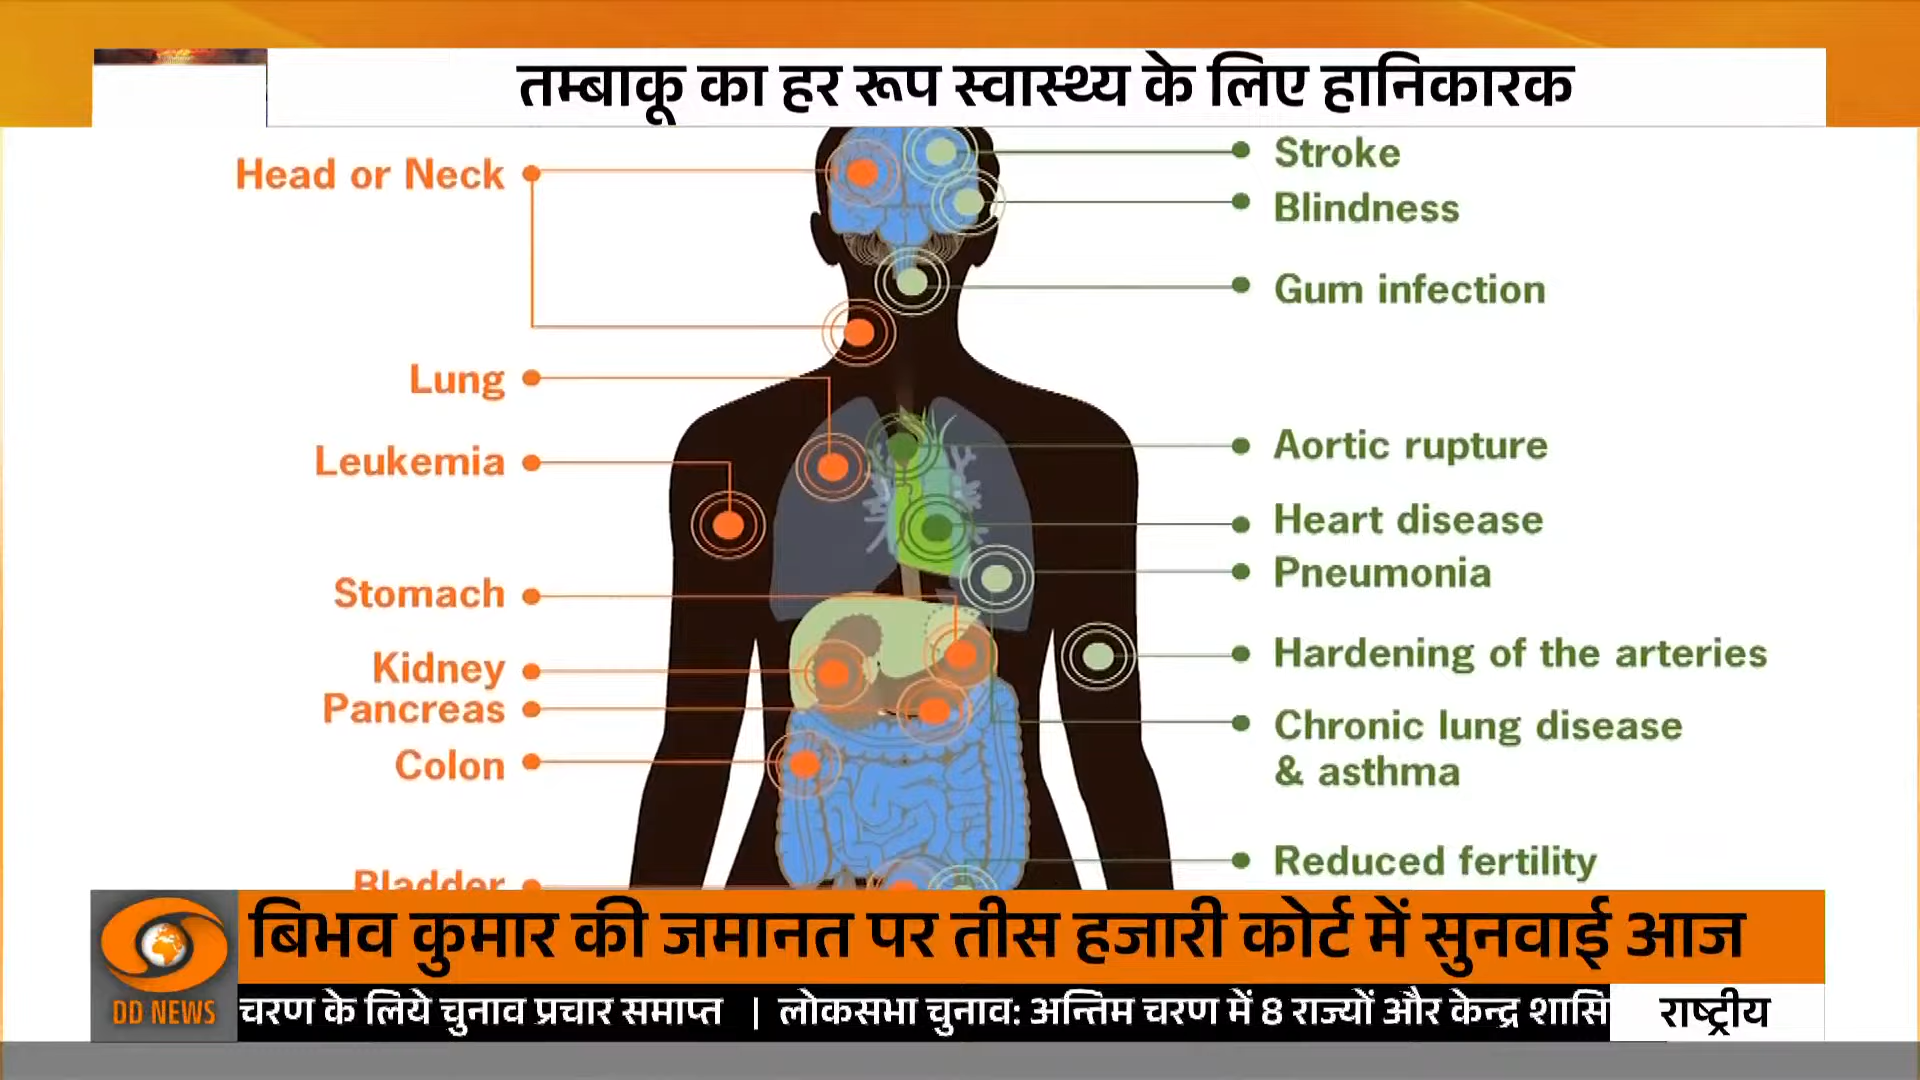 तम्बाकू का हर रूप स्वास्थ्य के लिए हानिकारक
Head or Neck
Lung
Leukemia
Stomach
Kidney
Pancreas
Colon
Bladder
Stroke
Blindness
Gum infection
Aortic rupture
Heart disease
Pneumonia
Hardening of the arteries
Chronic lung disease
& asthma
Reduced fertility
बिभव कुमार की जमानत पर तीस हजारी कोर्ट में सुनवाई आज
DD NEWS
चरण के लिये चुनाव प्रचार समाप्त | लोकसभा चुनाव: अन्तिम चरण में 8 राज्यों और केन्द्र शासि
राष्ट्रीय